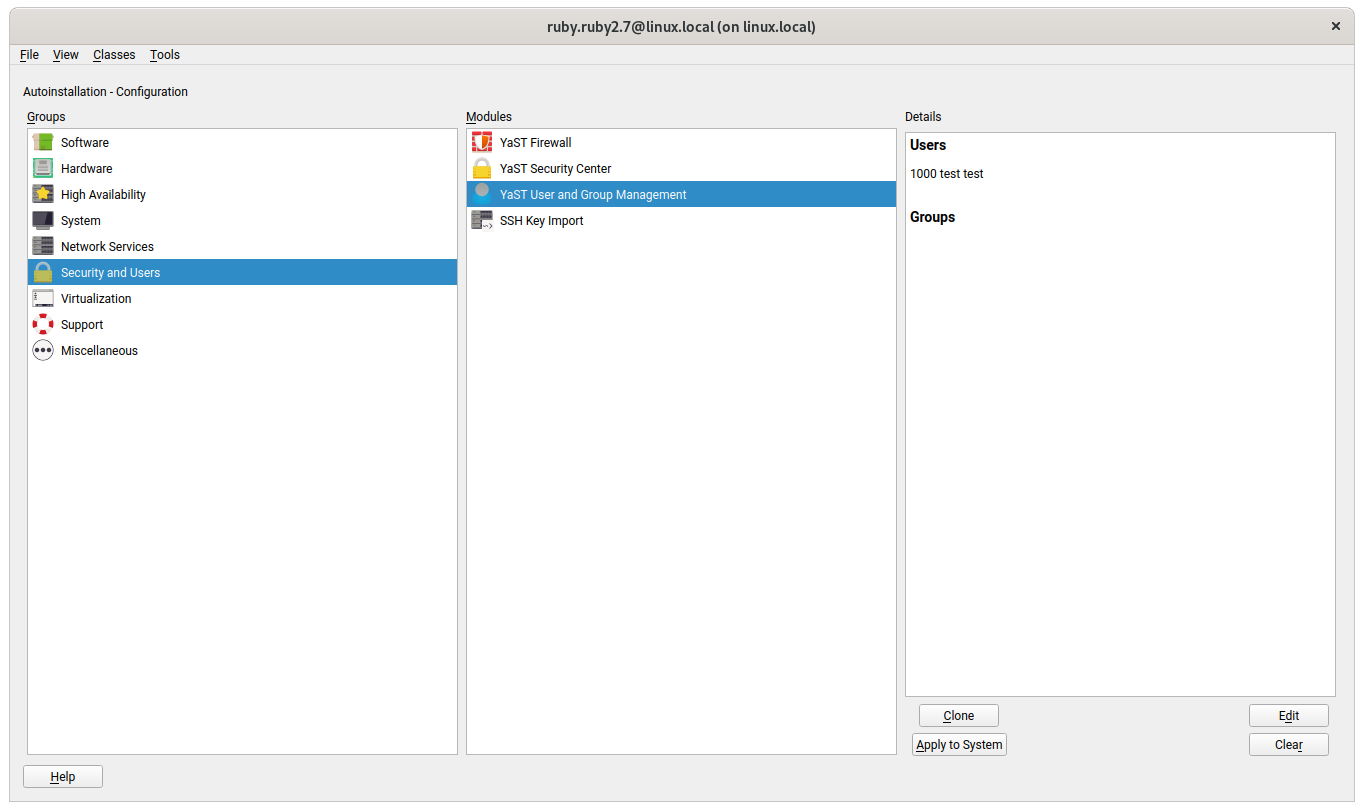 ruby.ruby2.7@linux.local (on linux.local)
File View Classes Tools
Autoinstallation - Configuration
Groups
Software
Hardware
High Availability
System
Network Services
Security and Users
Virtualization
Support
Miscellaneous
Modules
YaST Firewall
YaST Security Center
YaST User and Group Management
SSH Key Import
Details
Users
1000 test test
Groups
Clone
Edit
Apply to System
Clear
Help